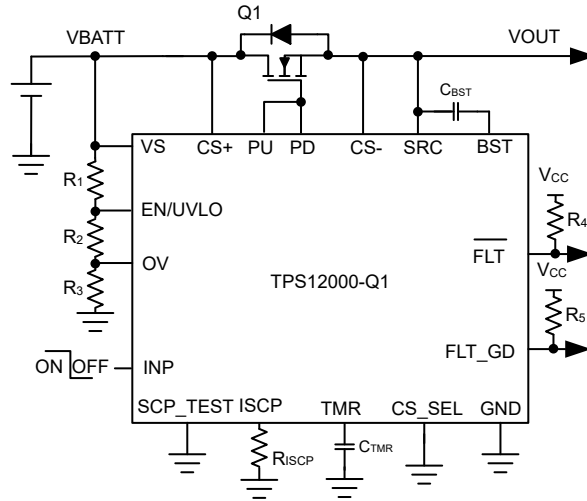 Q1
VBATT
VOUT
CBST
VS
CS+
PU
PD
CS-
SRC
BST
R1
EN/UVLO
R2
OV
R3
TPS12000-Q1
VCC
R4
FLT
VCC
R5
FLT_GD
ON OFF
INP
SCP_TEST
ISCP
TMR
CS_SEL
GND
RISCP
CTMR